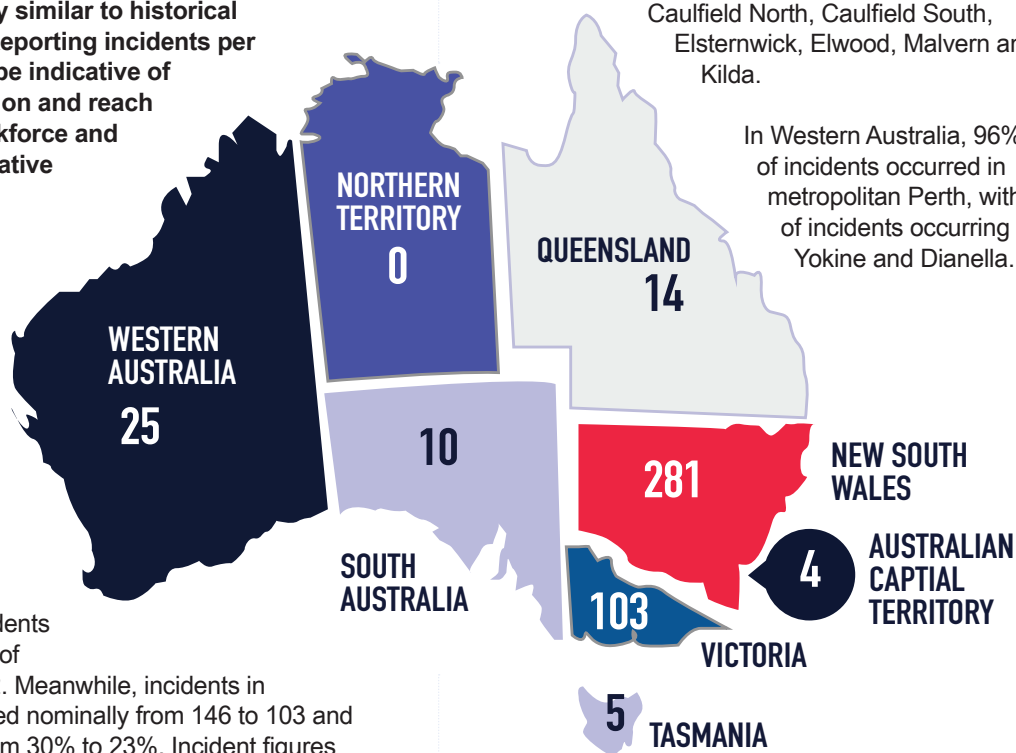 similar to historical
reporting incidents per
be indicative of
on and reach
kforce and
ative
Caulfield North, Caulfield South,
Elsternwick, Elwood, Malvern
Kilda.
In Western Australia, 96%
of incidents occurred in
metropolitan Perth, with
of incidents occurring
Yokine and Dianella.
NORTHERN
TERRITORY
0
QUEENSLAND
14
WESTERN
AUSTRALIA
25
10
SOUTH
AUSTRALIA
281
NEW SOUTH
WALES
4
AUSTRALIAN
CAPTIAL
TERRITORY
103
VICTORIA
5
TASMANIA
dents
of
. Meanwhile, incidents in
ed nominally from 146 to 103 and
m 30% to 23%. Incident figures